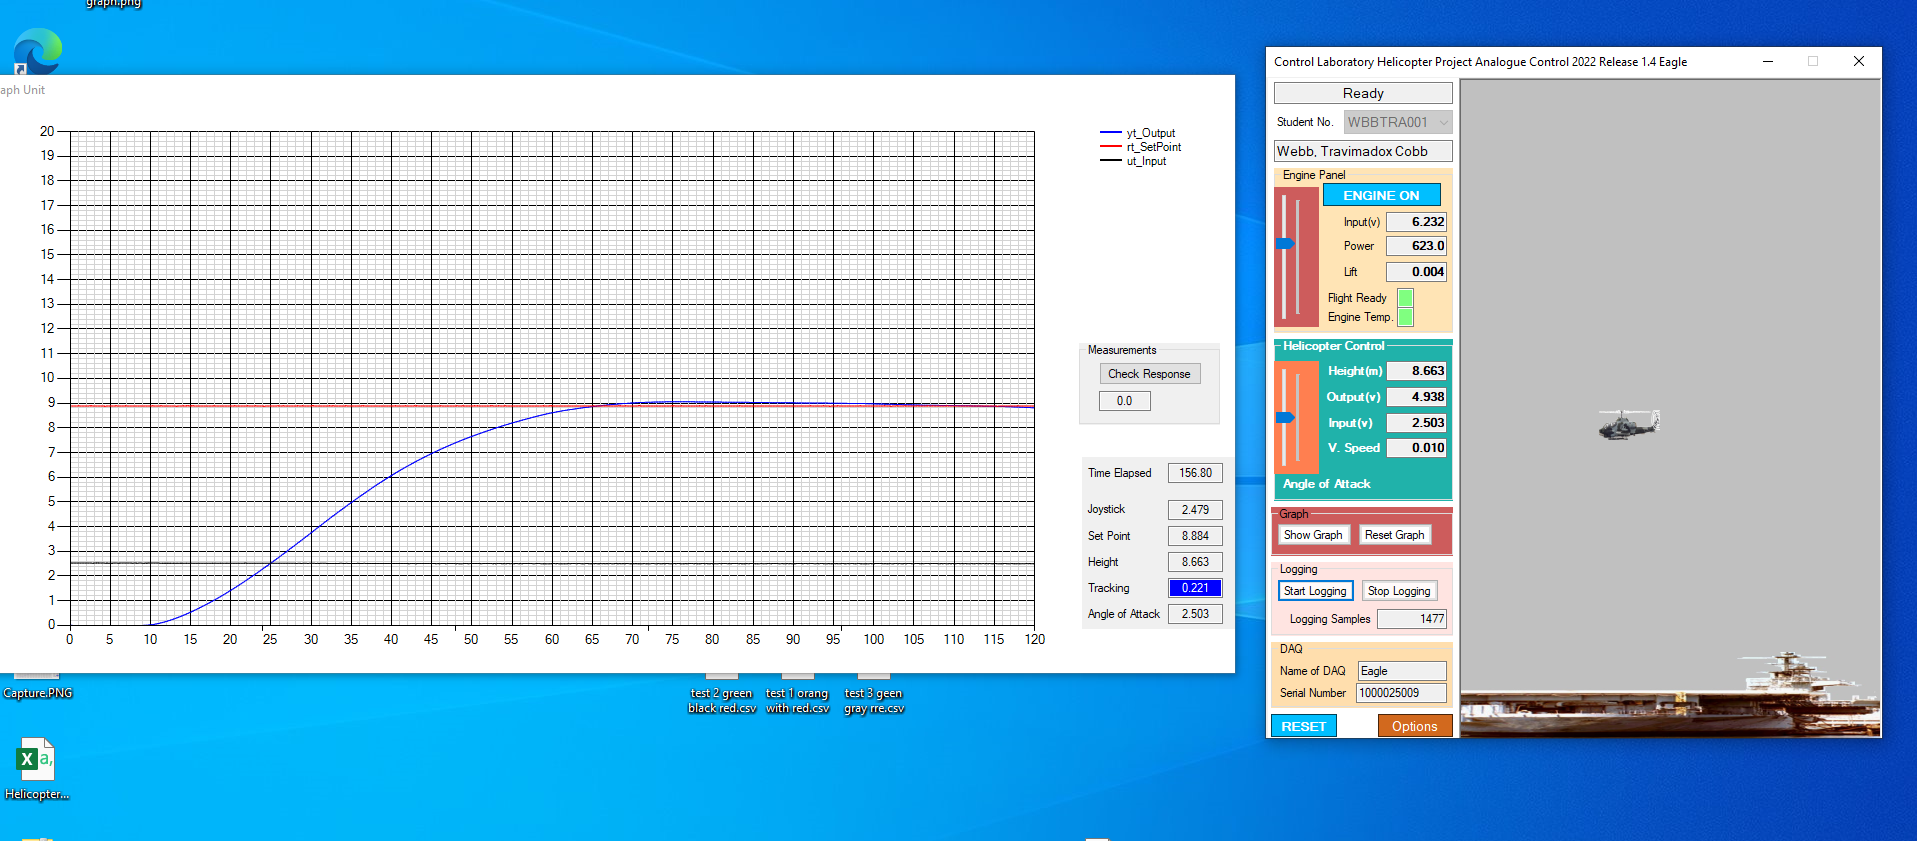 graph.png
aph Unit
20
19
18
17
16
15
14
13
12
11
10
9
8
7
6
5
4
3
2
1
0
0 5 10 15 20 25 30 35 40 45 50 55 60 65 70 75 80 85 90 95 100 105 110 115 120
yt_Output
rt_SetPoint
ut_Input
Measurements
Check Response
0.0
Time Elapsed 156.80
Joystick 2.479
Set Point 8.884
Height 8.663
Tracking 0.221
Angle of Attack 2.503
Control Laboratory Helicopter Project Analogue Control 2022 Release 1.4 Eagle
Ready
Student No. WBBTRA001
Webb, Travimadox Cobb
Engine Panel
ENGINE ON
Input(v) 6.232
Power 623.0
Lift 0.004
Flight Ready
Engine Temp.
Helicopter Control
Height(m) 8.663
Output(v) 4.938
Input(v) 2.503
V. Speed 0.010
Angle of Attack
Graph
Show Graph Reset Graph
Logging
Start Logging Stop Logging
Logging Samples 1477
DAQ
Name of DAQ Eagle
Serial Number 1000025009
RESET Options
Capture.PNG
test 2 green
black red.csv
test 1 orang
with red.csv
test 3 geen
gray rre.csv
X a,
Helicopter...